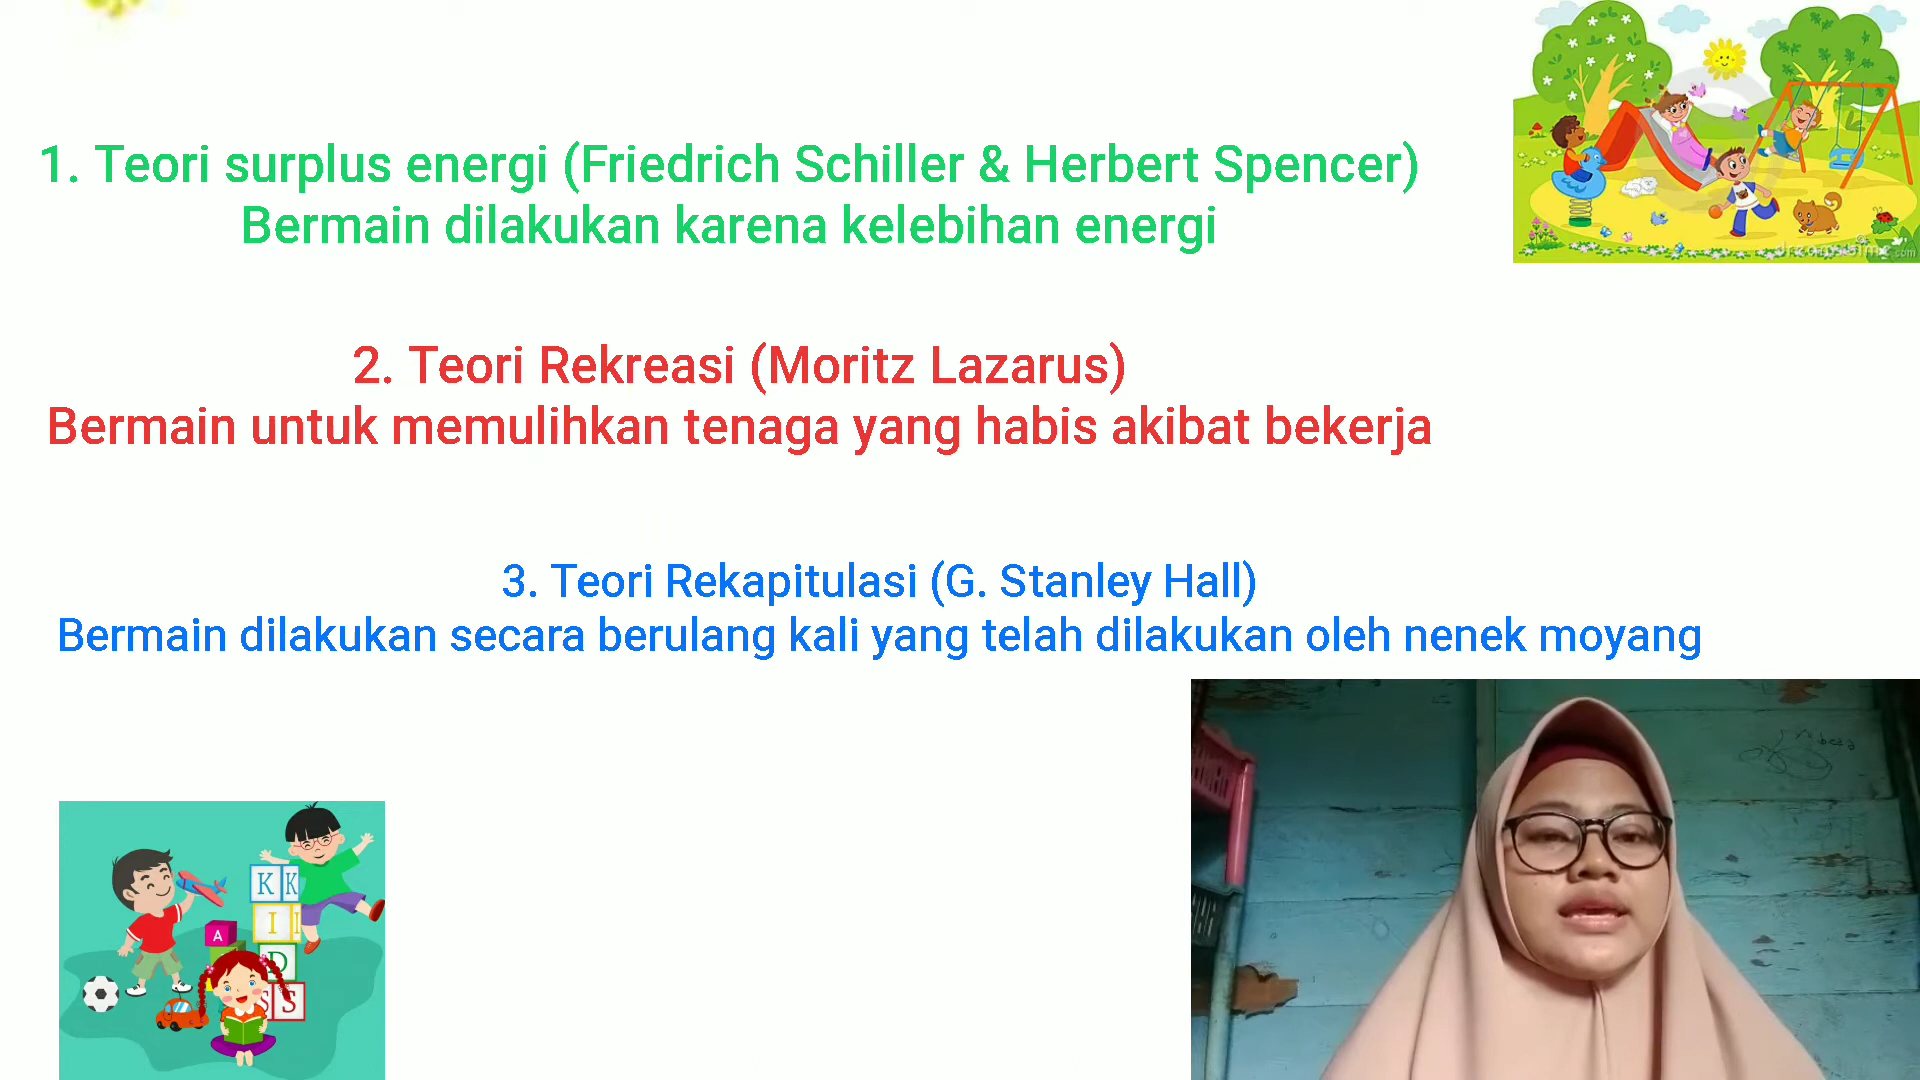 1. Teori surplus energi (Friedrich Schiller & Herbert Spencer)
Bermain dilakukan karena kelebihan energi
2. Teori Rekreasi (Moritz Lazarus)
Bermain untuk memulihkan tenaga yang habis akibat bekerja
3. Teori Rekapitulasi (G. Stanley Hall)
Bermain dilakukan secara berulang kali yang telah dilakukan oleh nenek moyang
K K
I
A
D
S S